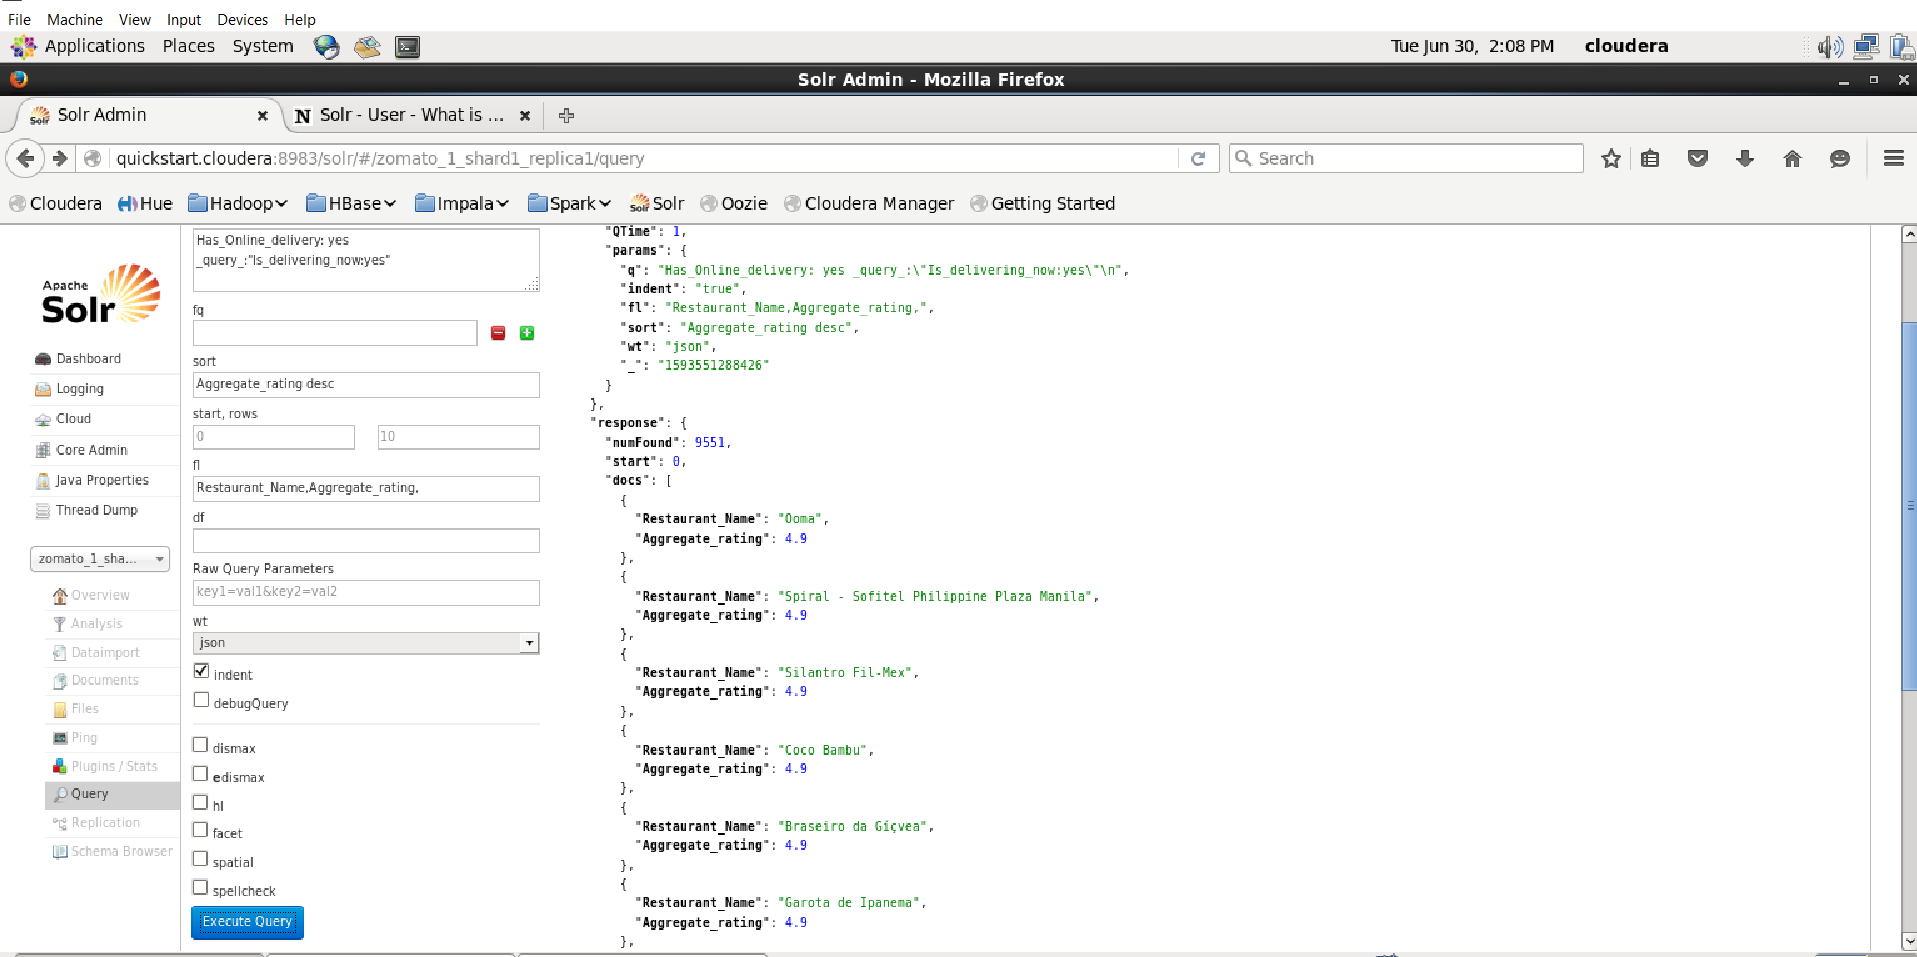 File Machine View Input Devices Help
Applications Places System Tue Jun 30, 2:08 PM cloudera
Solr Admin - Mozilla Firefox
Solr Admin
N Solr - User - What is ...
quickstart.cloudera:8983/solr/#/zomato_1_shard1_replica1/query
Search
Cloudera Hue Hadoop HBase Impala Spark Solr Oozie Cloudera Manager Getting Started
Apache
Solr
Dashboard
Logging
Cloud
Core Admin
Java Properties
Thread Dump
zomato_1_sha...
Overview
Analysis
Dataimport
Documents
Files
Ping
Plugins / Stats
Query
Replication
Schema Browser
Has_Online_delivery: yes
_query_:"Is_delivering_now:yes"
fq
sort
Aggregate_rating desc
start, rows
0 10
fl
Restaurant_Name,Aggregate_rating,
df
Raw Query Parameters
key1=val1&key2=val2
wt
json
indent
debugQuery
dismax
edismax
hl
facet
spatial
spellcheck
Execute Query
"QTime": 1,
"params": {
"q": "Has_Online_delivery: yes _query_:\"Is_delivering_now:yes\"\n",
"indent": "true",
"fl": "Restaurant_Name,Aggregate_rating,",
"sort": "Aggregate_rating desc",
"wt": "json",
"_": "1593551288426"
}
},
"response": {
"numFound": 9551,
"start": 0,
"docs": [
{
"Restaurant_Name": "Ooma",
"Aggregate_rating": 4.9
},
{
"Restaurant_Name": "Spiral - Sofitel Philippine Plaza Manila",
"Aggregate_rating": 4.9
},
{
"Restaurant_Name": "Silantro Fil-Mex",
"Aggregate_rating": 4.9
},
{
"Restaurant_Name": "Coco Bambu",
"Aggregate_rating": 4.9
},
{
"Restaurant_Name": "Braseiro da Gíçvea",
"Aggregate_rating": 4.9
},
{
"Restaurant_Name": "Garota de Ipanema",
"Aggregate_rating": 4.9
},